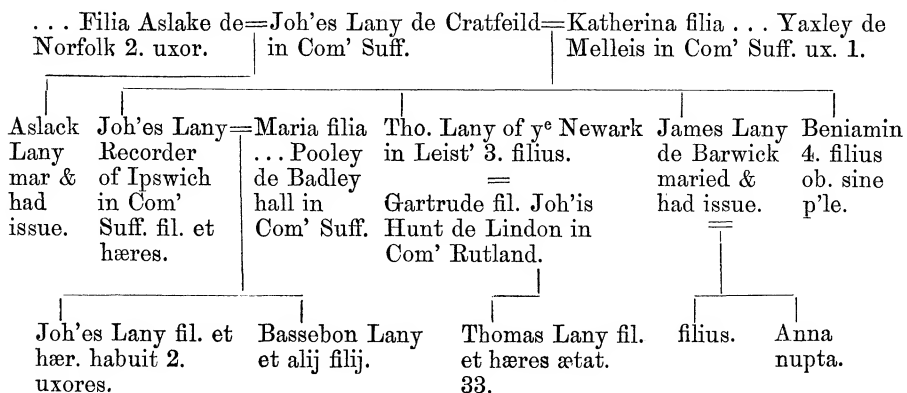 . . . Filia Aslake de=Joh'es Lany de Cratfeild=Katherina filia . . . Yaxley de
Norfolk 2. uxor. in Com' Suff. Melleis in Com' Suff. ux. 1.
Aslack
Lany
mar &
had
issue.
Joh'es Lany=Maria filia
Recorder . . . Pooley
of Ipswich de Badley
in Com' hall in
Suff. fil. et Com' Suff.
hæres.
Tho. Lany of yᵉ Newark
in Leist' 3. filius.
=
Gartrude fil. Joh'is
Hunt de Lindon in
Com' Rutland.
James Lany
de Barwick
maried &
had issue.
=
Beniamin
4. filius
ob. sine
p'le.
Joh'es Lany fil. et
hær. habuit 2.
uxores.
Bassebon Lany
et alij filij.
Thomas Lany fil.
et hæres ætat.
33.
filius.
Anna
nupta.